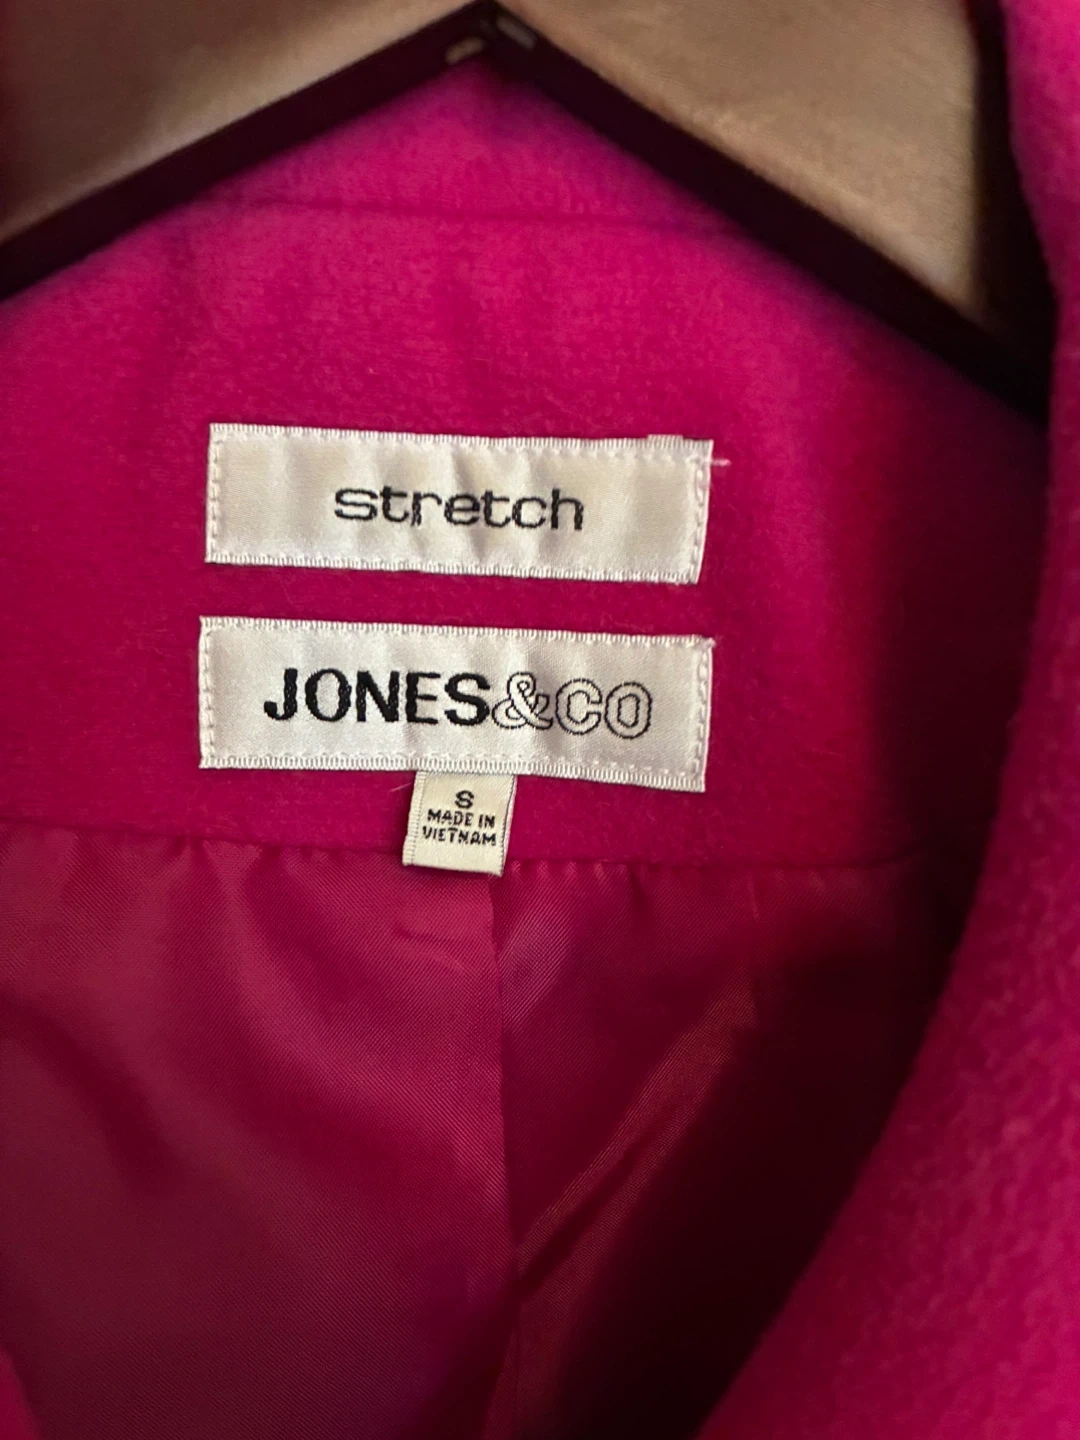 stretch
JONES&CO
S
MADE IN
VIETNAM